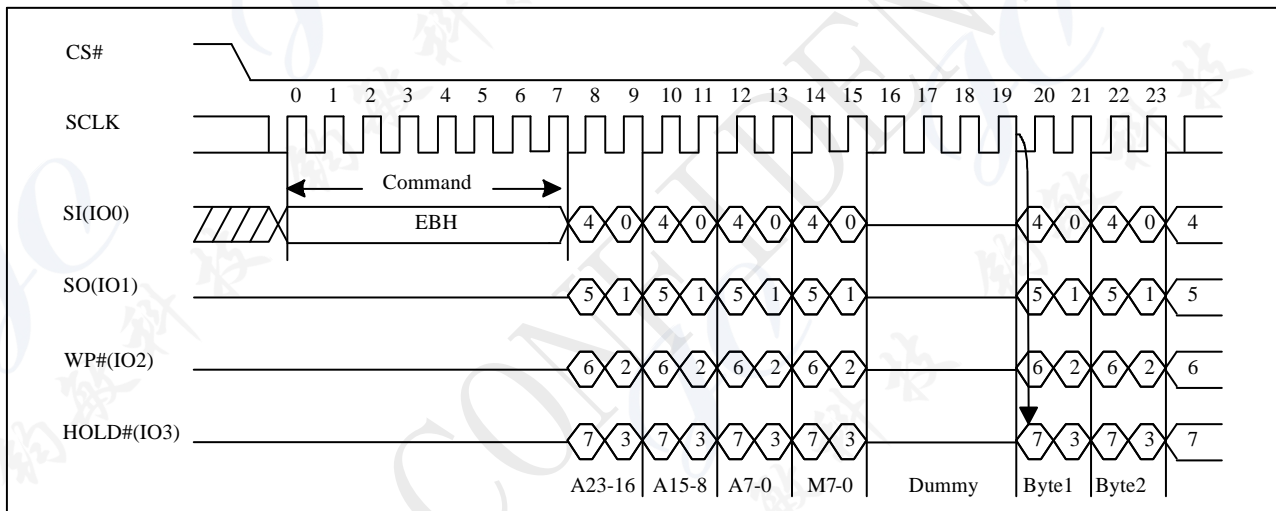 CS#
0 1 2 3 4 5 6 7 8 9 10 11 12 13 14 15 16 17 18 19 20 21 22 23
SCLK
Command
SI(IO0) EBH 4 0 4 0 4 0 4 0 4 0 4 0 4
SO(IO1) 5 1 5 1 5 1 5 1 5 1 5 1 5
WP#(IO2) 6 2 6 2 6 2 6 2 6 2 6 2 6
HOLD#(IO3) 7 3 7 3 7 3 7 3 7 3 7 3 7
A23-16 A15-8 A7-0 M7-0 Dummy Byte1 Byte2
CONFIDEN